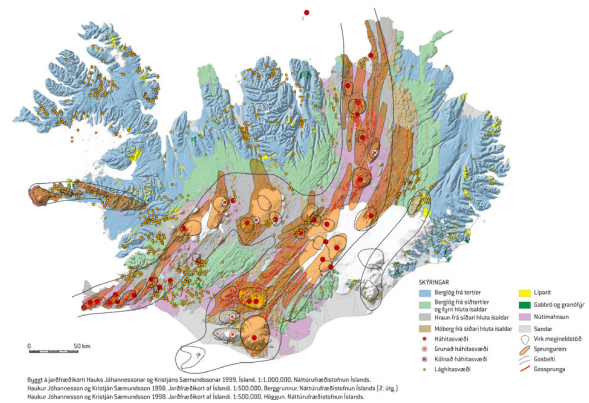 SKÝRINGAR
Berglög frá tertíer
Berglög frá síðtertíer
og fyrri hluta ísaldar
Hraun frá síðari hluta ísaldar
Móberg frá síðari hluta ísaldar
Háhitasvæði
Grunað háhitasvæði
Kólnað háhitasvæði
Lághitasvæði
Líparít
Gabbró og granófýr
Nútímahraun
Sandar
Virk megineldstöð
Sprungurein
Gosbelti
Gossprunga
0 50 km
Byggt á jarðfræðikorti Hauks Jóhannessonar og Kristjáns Sæmundssonar 1999, Ísland. 1:1.000.000. Náttúrufræðistofnun Íslands.
Haukur Jóhannesson og Kristján Sæmundsson 1998. Jarðfræðikort af Íslandi. 1:500.000. Berggrunnur. Náttúrufræðistofnun Íslands (2. útg.)
Haukur Jóhannesson og Kristján Sæmundsson 1998. Jarðfræðikort af Íslandi. 1:500.000. Höggun. Náttúrufræðistofnun Íslands.